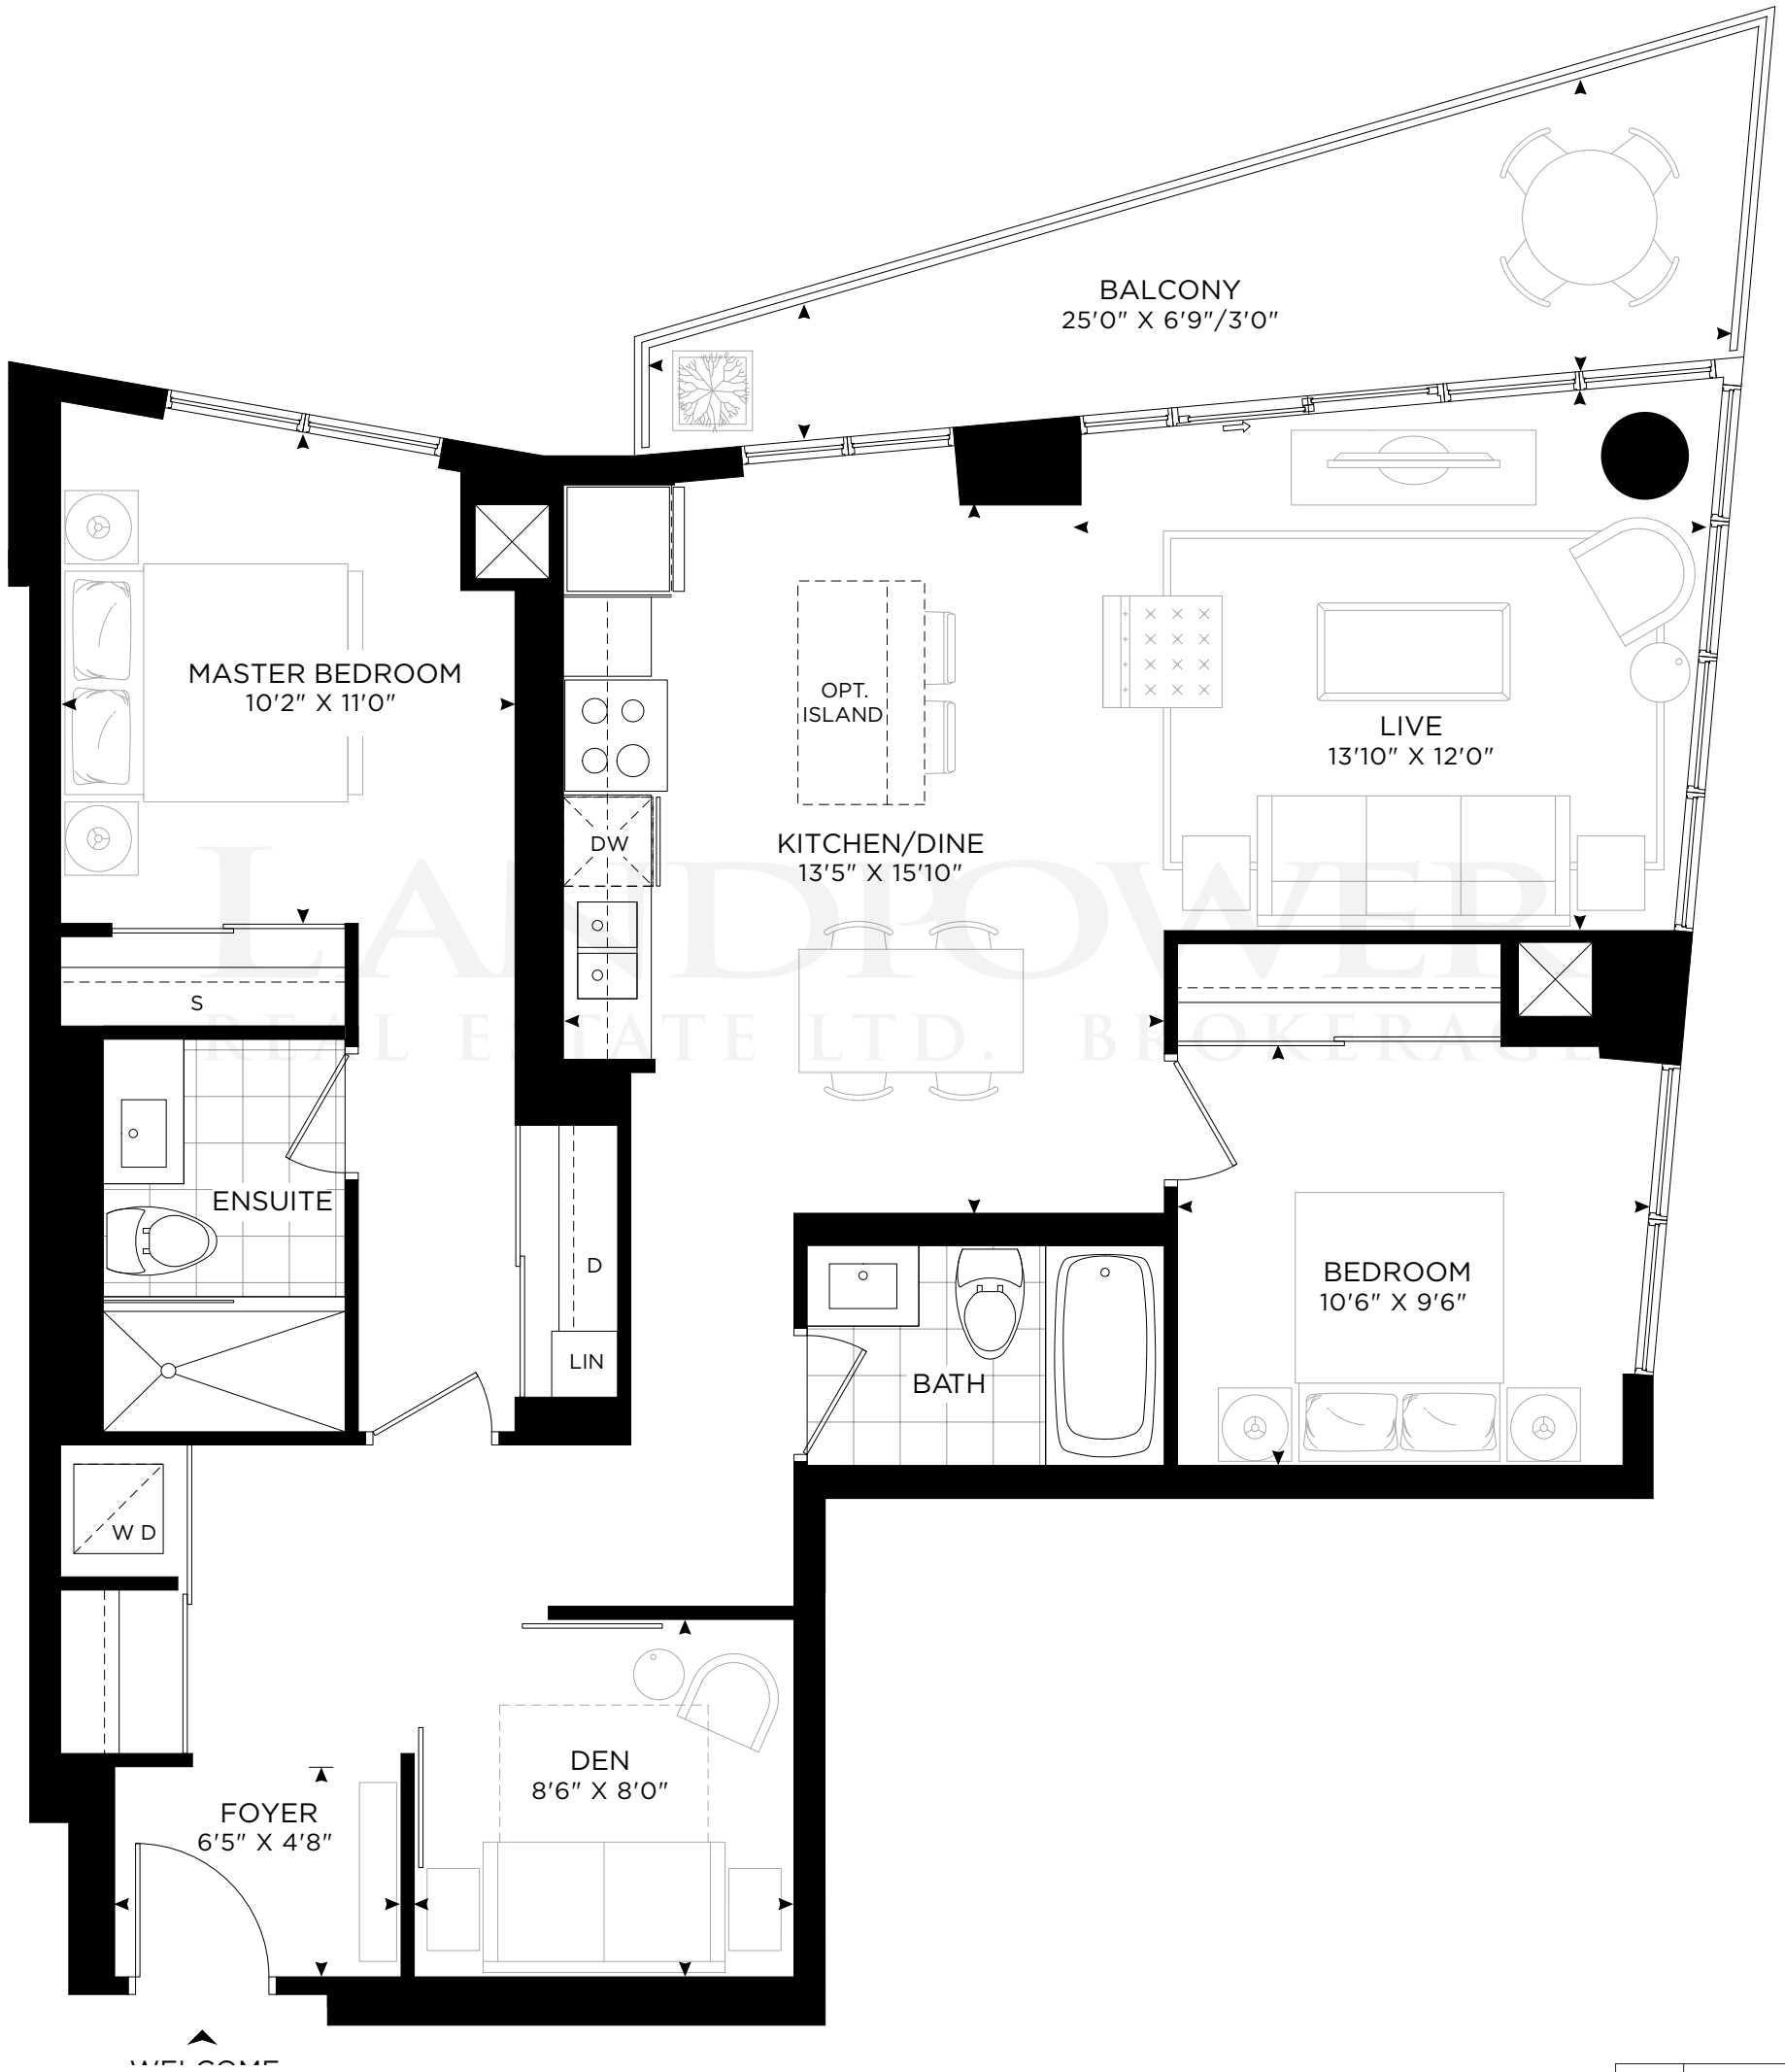 BALCONY
25'0" X 6'9"/3'0"
MASTER BEDROOM
10'2" X 11'0"
OPT.
ISLAND
LIVE
13'10" X 12'0"
DW
KITCHEN/DINE
13'5" X 15'10"
LANDPOWER
REAL ESTATE LTD. BROKERAGE
S
ENSUITE
D
LIN
BATH
BEDROOM
10'6" X 9'6"
W D
DEN
8'6" X 8'0"
FOYER
6'5" X 4'8"
WELCOME